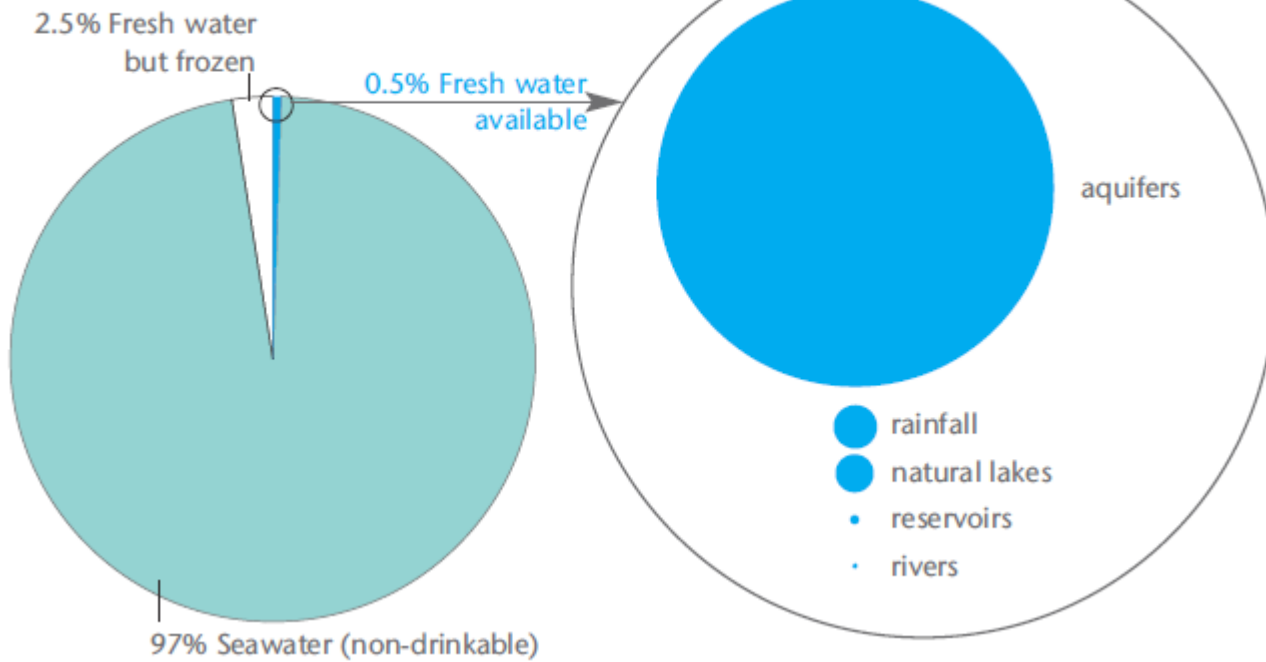 2.5% Fresh water
but frozen
0.5% Fresh water
available
aquifers
rainfall
natural lakes
reservoirs
rivers
97% Seawater (non-drinkable)